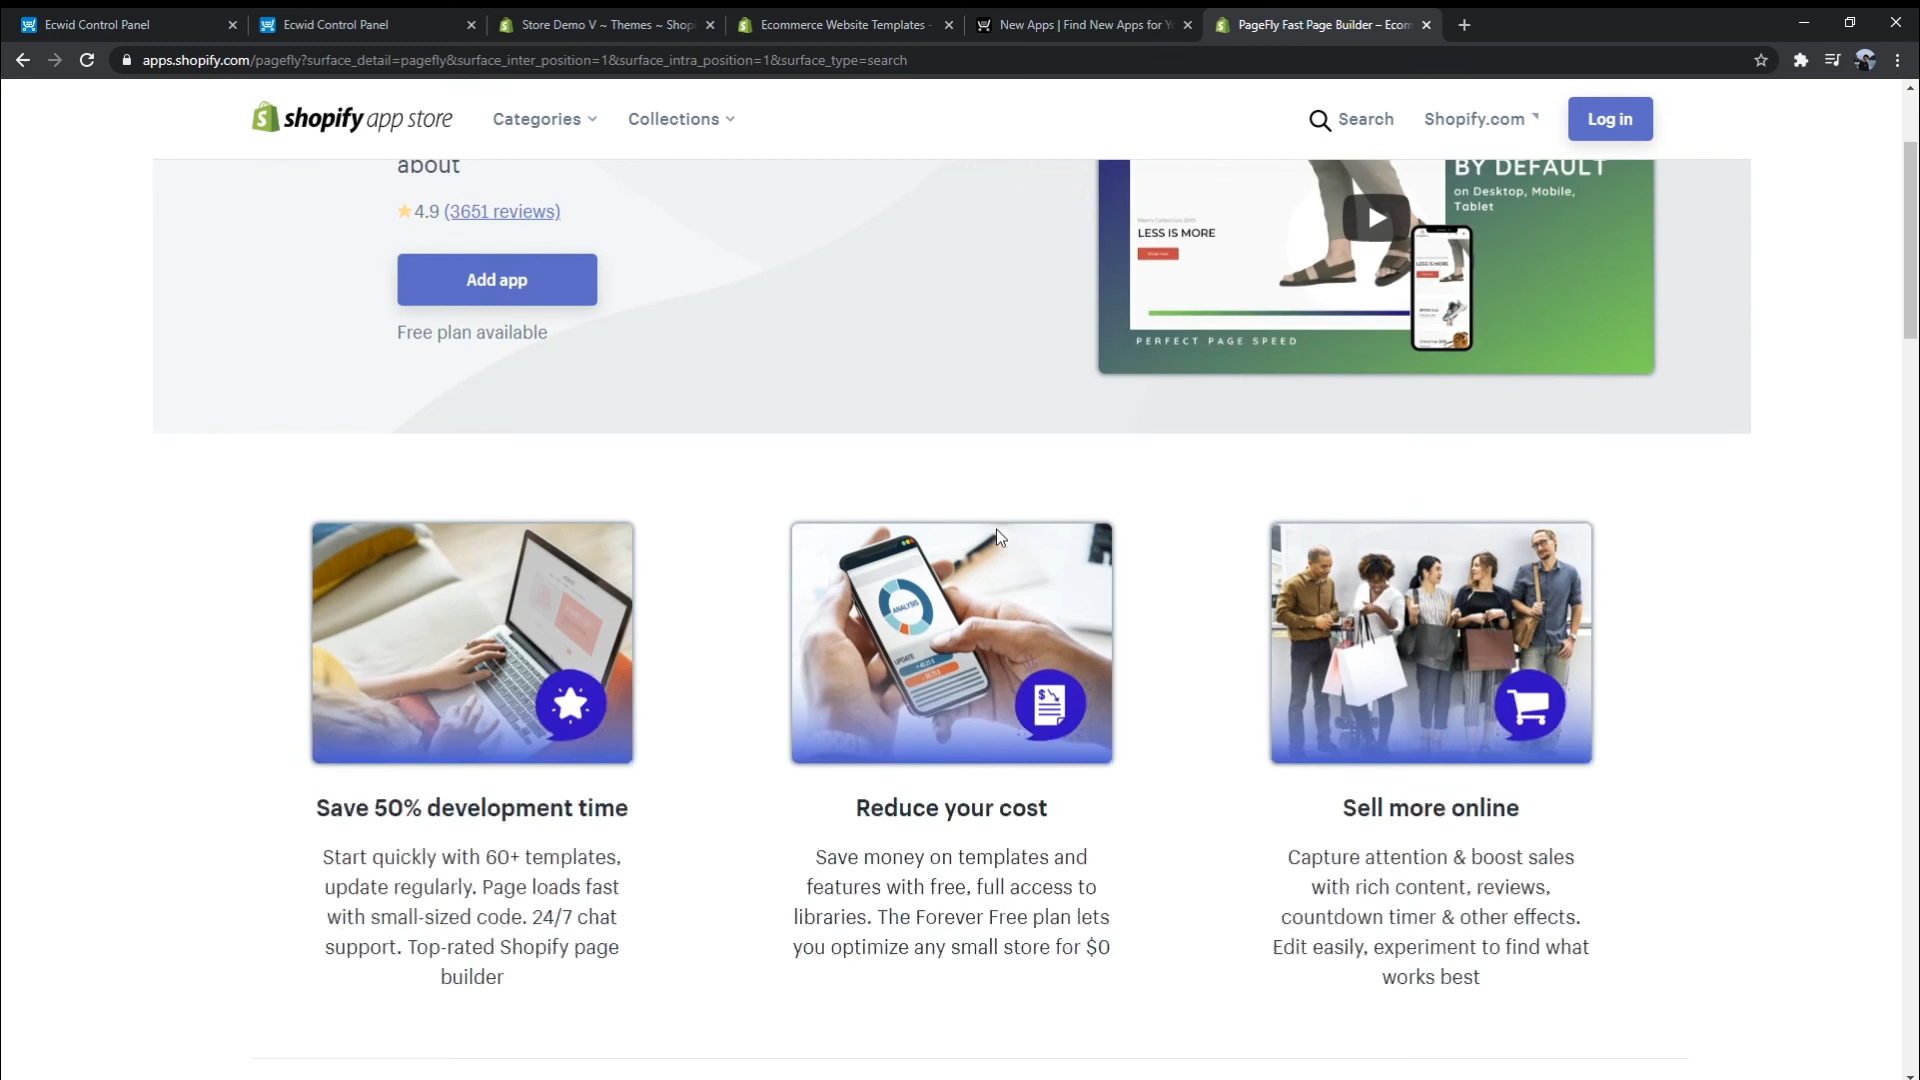 Ecwid Control Panel
Ecwid Control Panel
Store Demo V ~ Themes ~ Shop
Ecommerce Website Templates -
New Apps | Find New Apps for Y
PageFly Fast Page Builder – Ecom
apps.shopify.com/pagefly?surface_detail=pagefly&surface_inter_position=1&surface_intra_position=1&surface_type=search
shopify app store
Categories
Collections
Search
Shopify.com
Log in
about
4.9 (3651 reviews)
Add app
Free plan available
BY DEFAULT
on Desktop, Mobile,
Tablet
LESS IS MORE
PERFECT PAGE SPEED
ANALYSIS
UPDATE
Save 50% development time
Start quickly with 60+ templates,
update regularly. Page loads fast
with small-sized code. 24/7 chat
support. Top-rated Shopify page
builder
Reduce your cost
Save money on templates and
features with free, full access to
libraries. The Forever Free plan lets
you optimize any small store for $0
Sell more online
Capture attention & boost sales
with rich content, reviews,
countdown timer & other effects.
Edit easily, experiment to find what
works best